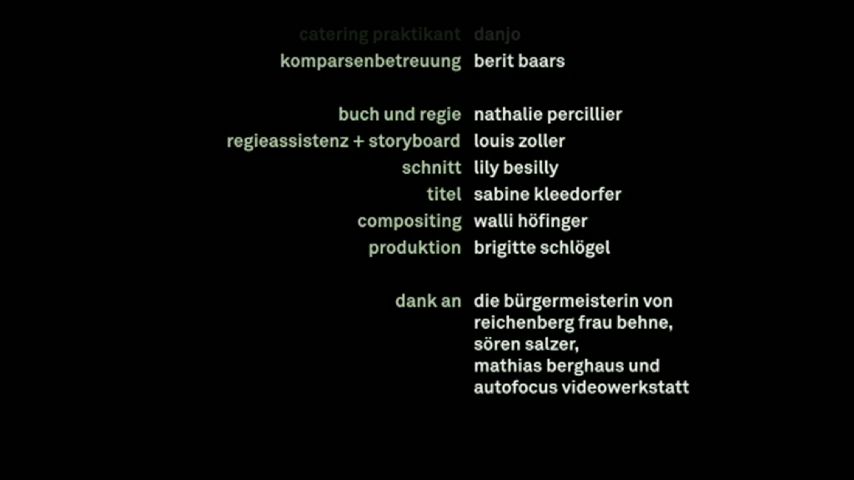 catering praktikant danjo
komparsenbetreuung berit baars
buch und regie nathalie percillier
regieassistenz + storyboard louis zoller
schnitt lily besilly
titel sabine kleedorfer
compositing walli höfinger
produktion brigitte schlögel
dank an die bürgermeisterin von
reichenberg frau behne,
sören salzer,
mathias berghaus und
autofocus videowerkstatt